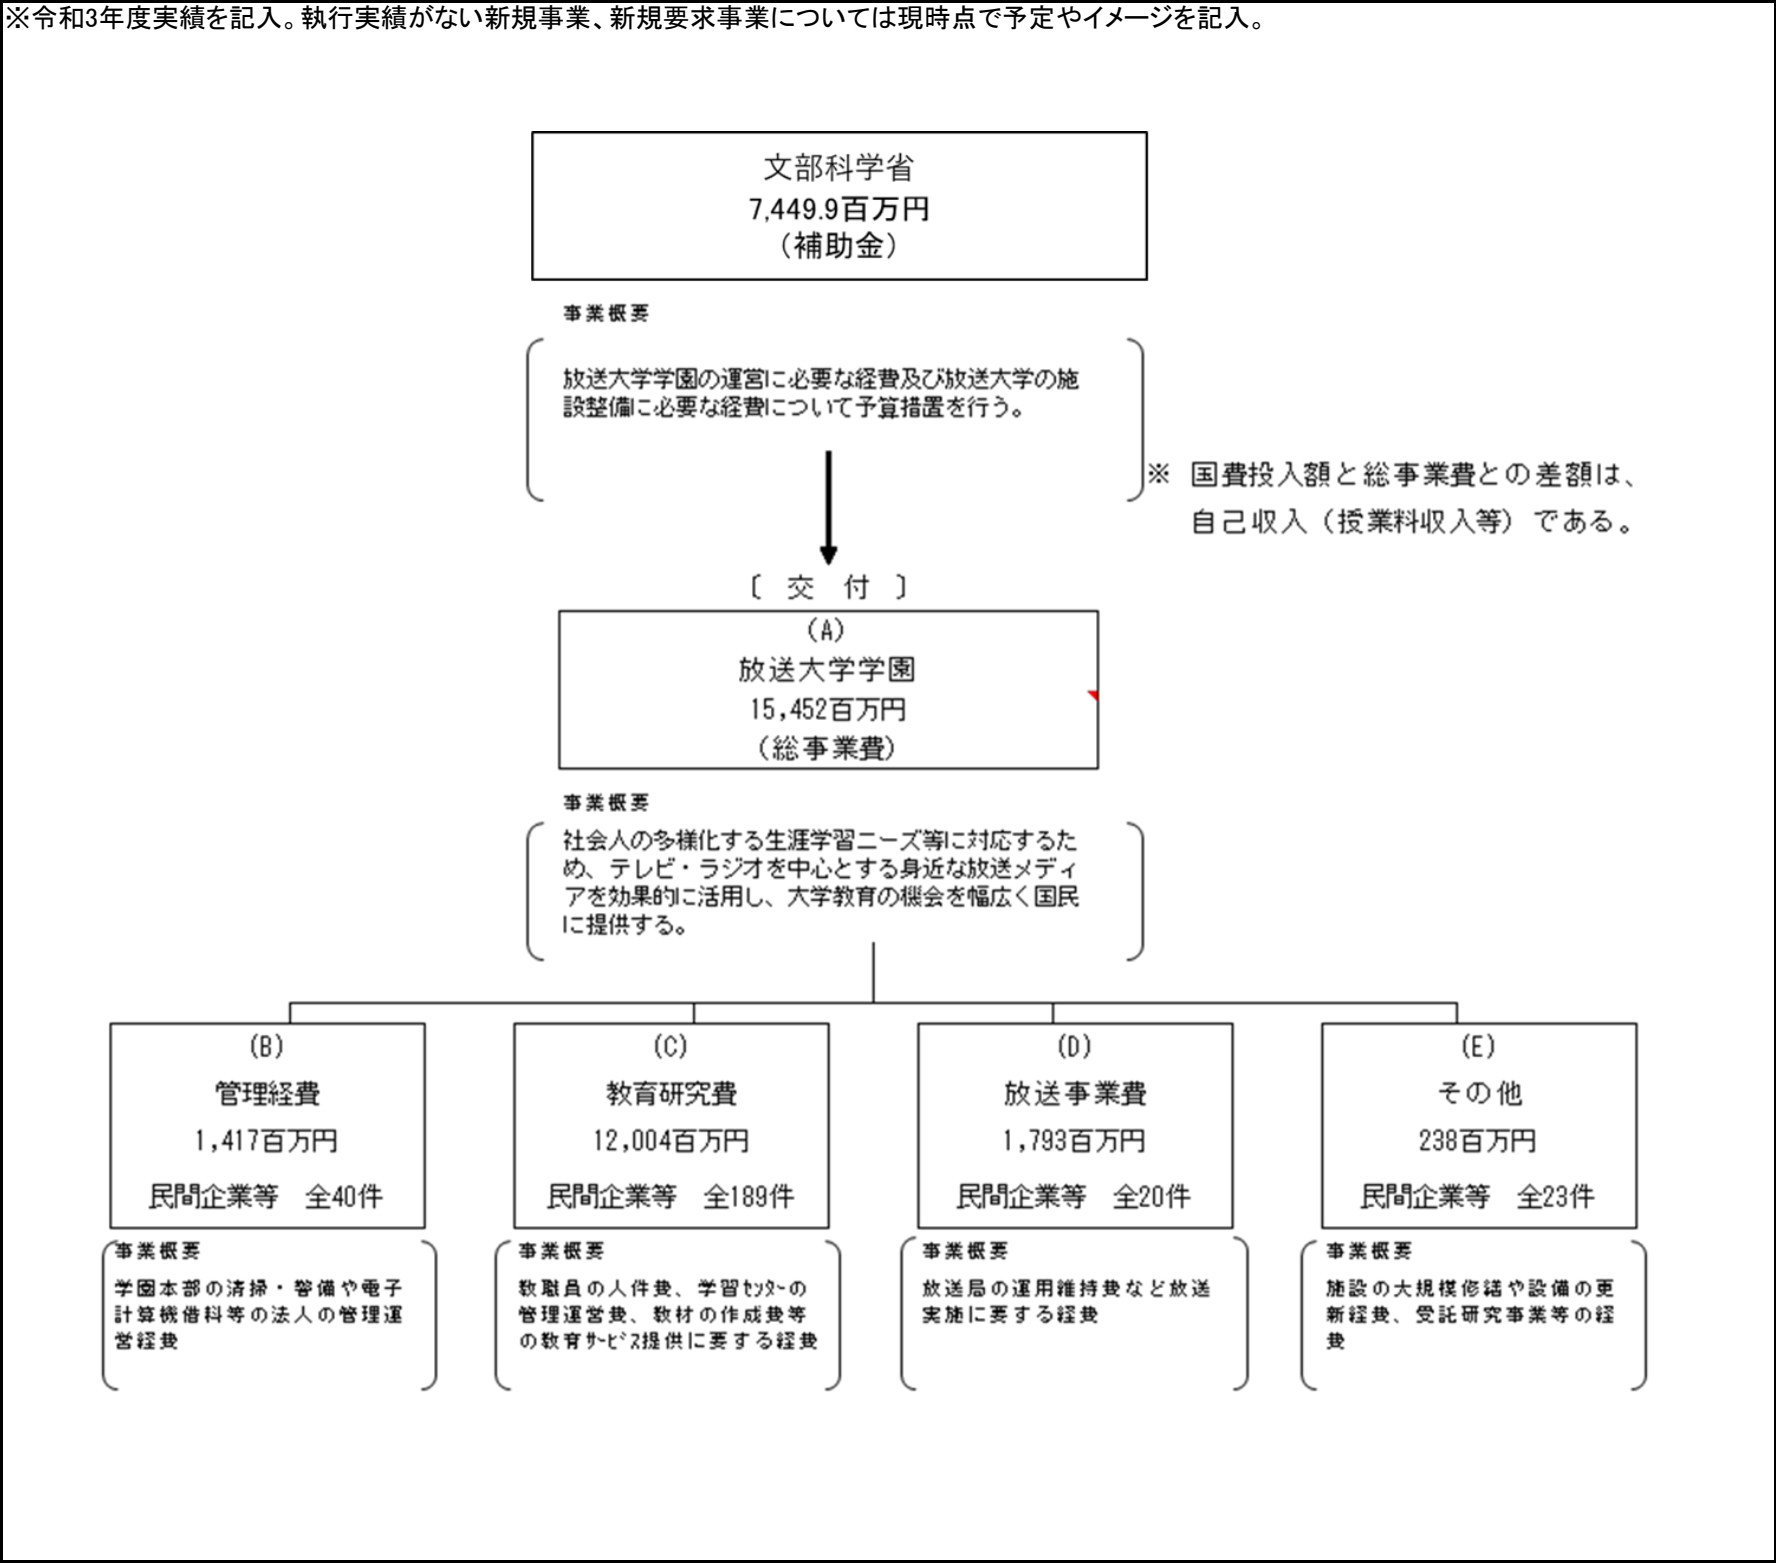 ※令和3年度実績を記入。執行実績がない新規事業、新規要求事業については現時点で予定やイメージを記入。
文部科学省
7,449.9百万円
（補助金）
事業概要
放送大学学園の運営に必要な経費及び放送大学の施
設整備に必要な経費について予算措置を行う。
※ 国費投入額と総事業費との差額は、
自己収入（授業料収入等）である。
〔 交 付 〕
(A)
放送大学学園
15,452百万円
（総事業費）
事業概要
社会人の多様化する生涯学習ニーズ等に対応するた
め、テレビ・ラジオを中心とする身近な放送メディ
アを効果的に活用し、大学教育の機会を幅広く国民
に提供する。
(B)
管理経費
1,417百万円
民間企業等 全40件
事業概要
学園本部の清掃・警備や電子
計算機借料等の法人の管理運
営経費
(C)
教育研究費
12,004百万円
民間企業等 全189件
事業概要
教職員の人件費、学習ｾﾝﾀｰの
管理運営費、教材の作成費等
の教育ｻｰﾋﾞｽ提供に要する経費
(D)
放送事業費
1,793百万円
民間企業等 全20件
事業概要
放送局の運用維持費など放送
実施に要する経費
(E)
その他
238百万円
民間企業等 全23件
事業概要
施設の大規模修繕や設備の更
新経費、受託研究事業等の経
費